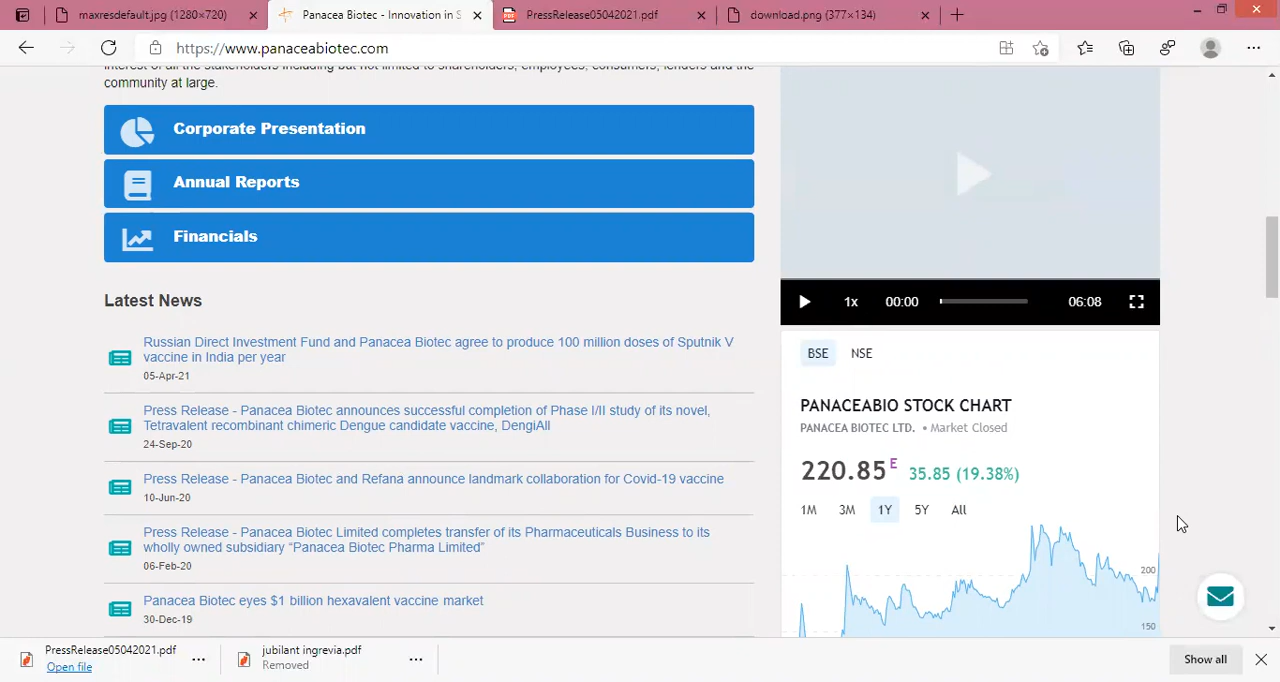 maxresdefault.jpg (1280×720)
Panacea Biotec - Innovation in S
PressRelease05042021.pdf
download.png (377×134)
https://www.panaceabiotec.com
interest of all the stakeholders including but not limited to shareholders, employees, consumers, lenders and the
community at large.
Corporate Presentation
Annual Reports
Financials
Latest News
Russian Direct Investment Fund and Panacea Biotec agree to produce 100 million doses of Sputnik V
vaccine in India per year
05-Apr-21
Press Release - Panacea Biotec announces successful completion of Phase I/II study of its novel,
Tetravalent recombinant chimeric Dengue candidate vaccine, DengiAll
24-Sep-20
Press Release - Panacea Biotec and Refana announce landmark collaboration for Covid-19 vaccine
10-Jun-20
Press Release - Panacea Biotec Limited completes transfer of its Pharmaceuticals Business to its
wholly owned subsidiary “Panacea Biotec Pharma Limited”
06-Feb-20
Panacea Biotec eyes $1 billion hexavalent vaccine market
30-Dec-19
1x 00:00 06:08
BSE NSE
PANACEABIO STOCK CHART
PANACEA BIOTEC LTD. • Market Closed
220.85 E 35.85 (19.38%)
1M 3M 1Y 5Y All
200
150
PressRelease05042021.pdf
Open file
jubilant ingrevia.pdf
Removed
Show all